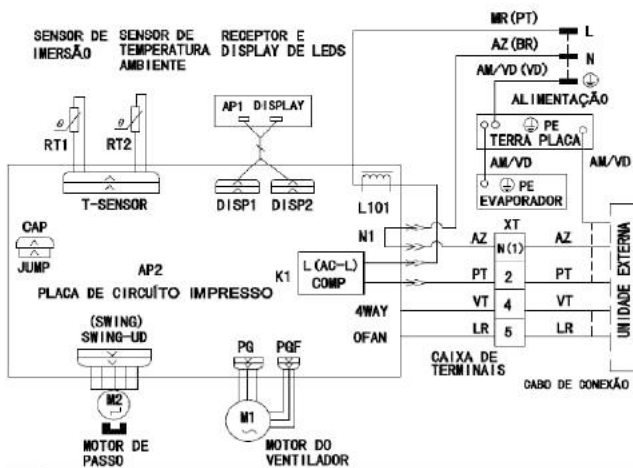 SENSOR DE
IMERSÃO
SENSOR DE
TEMPERATURA
AMBIENTE
RECEPTOR E
DISPLAY DE LEDS
MR(PT)
L
AZ(BR)
N
AM/VD(VD)
ALIMENTAÇÃO
AP1 DISPLAY
θ
RT1
θ
RT2
PE
TERRA PLACA
AM/VD
AM/VD
PE
EVAPORADOR
T-SENSOR
DISP1
DISP2
L101
XT
CAP
JUMP
N1
AZ
N(1)
AZ
AP2
PLACA DE CIRCUÍTO IMPRESSO
K1
L(AC-L)
COMP
PT
2
PT
4WAY
VT
4
VT
OFAN
LR
5
LR
UNIDADE EXTERNA
(SWING)
SWING-UD
PG
PGF
CAIXA DE
TERMINAIS
CABO DE CONEXÃO
M2
M1
MOTOR DE
PASSO
MOTOR DO
VENTILADOR